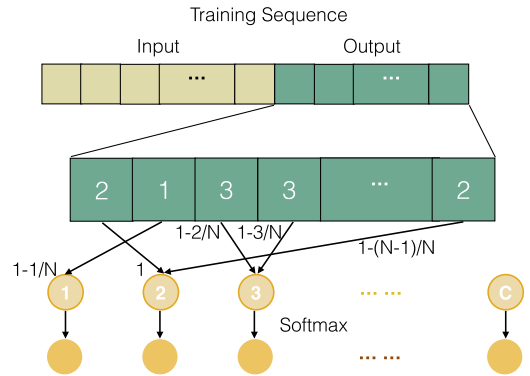 Training Sequence
Input Output
... ...
2 1 3 3 ... 2
1-2/N 1-3/N
1-1/N 1 1-(N-1)/N
1 2 3 ... ... C
Softmax
... ...